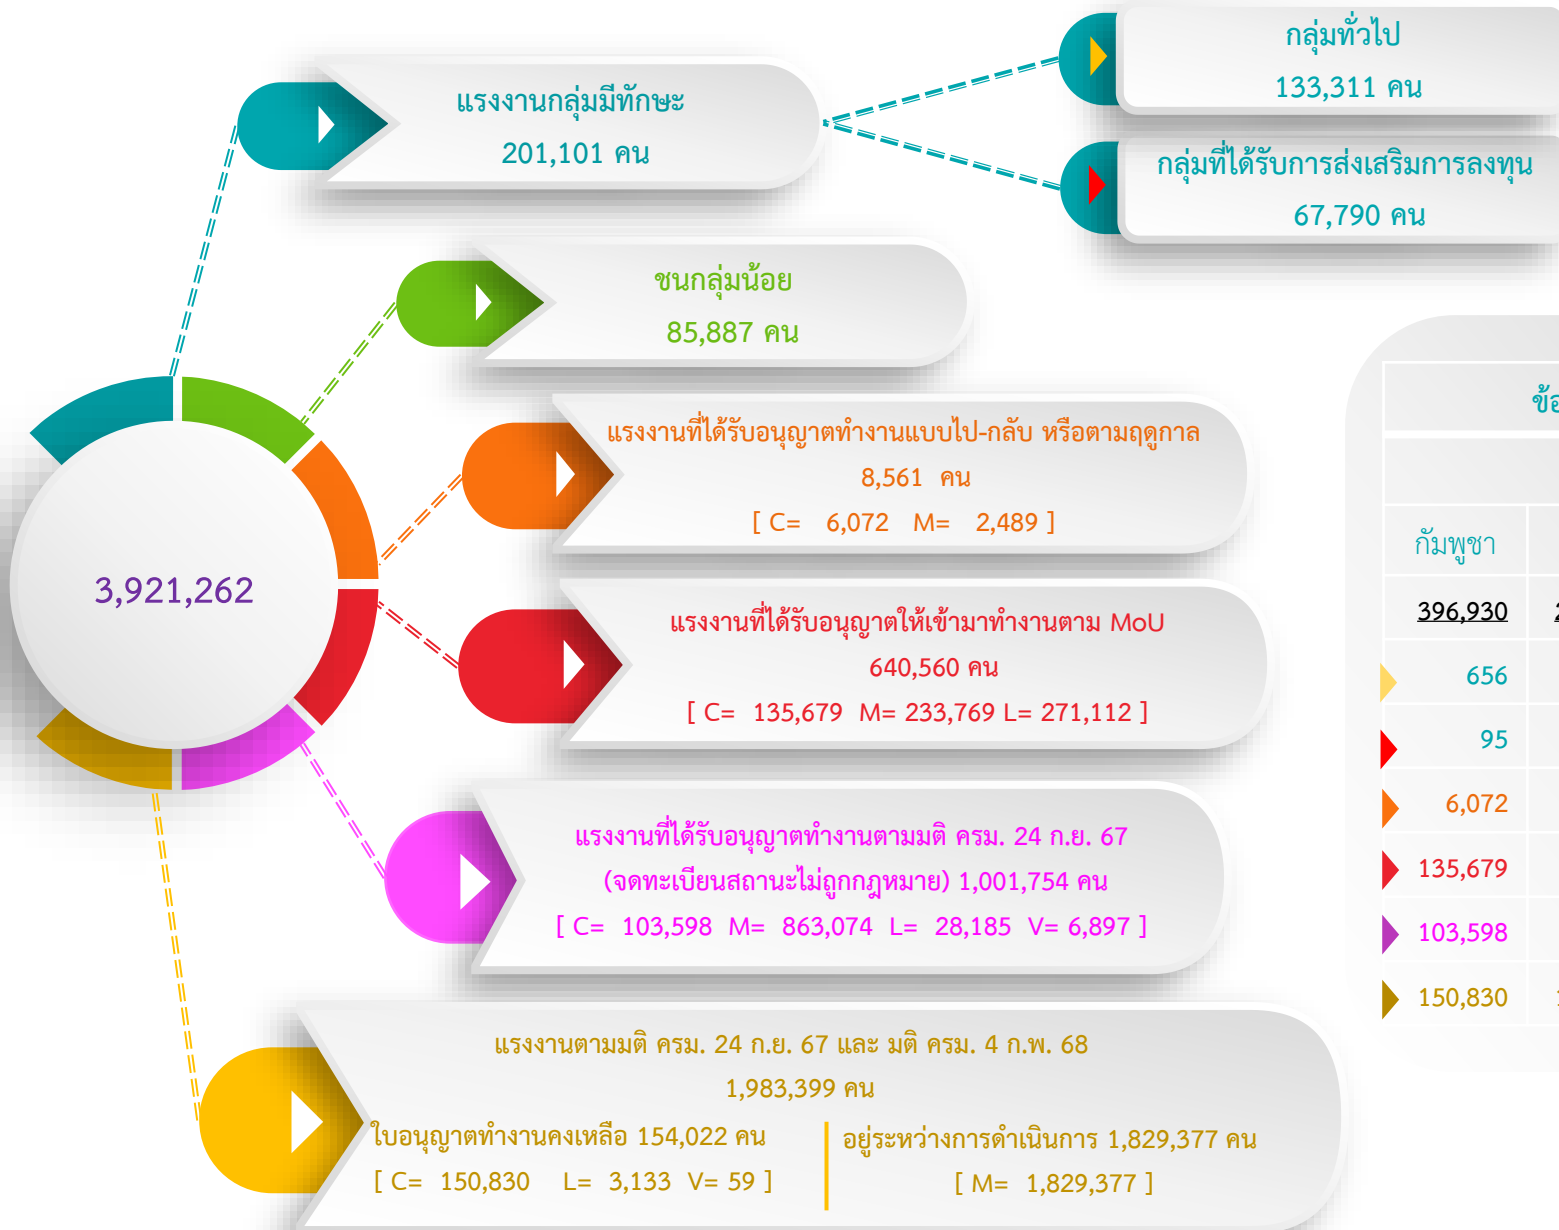 แรงงานกลุ่มมีทักษะ
201,101 คน
กลุ่มทั่วไป
133,311 คน
กลุ่มที่ได้รับการส่งเสริมการลงทุน
67,790 คน
ชนกลุ่มน้อย
85,887 คน
แรงงานที่ได้รับอนุญาตทำงานแบบไป-กลับ หรือตามฤดูกาล
8,561 คน
[ C= 6,072 M= 2,489 ]
3,921,262
แรงงานที่ได้รับอนุญาตให้เข้ามาทำงานตาม MoU
640,560 คน
[ C= 135,679 M= 233,769 L= 271,112 ]
แรงงานที่ได้รับอนุญาตทำงานตามมติ ครม. 24 ก.ย. 67
(จดทะเบียนสถานะไม่ถูกกฎหมาย) 1,001,754 คน
[ C= 103,598 M= 863,074 L= 28,185 V= 6,897 ]
แรงงานตามมติ ครม. 24 ก.ย. 67 และ มติ ครม. 4 ก.พ. 68
1,983,399 คน
ใบอนุญาตทำงานคงเหลือ 154,022 คน
[ C= 150,830 L= 3,133 V= 59 ]
อยู่ระหว่างการดำเนินการ 1,829,377 คน
[ M= 1,829,377 ]
กัมพูชา
396,930
656
95
6,072
135,679
103,598
150,830